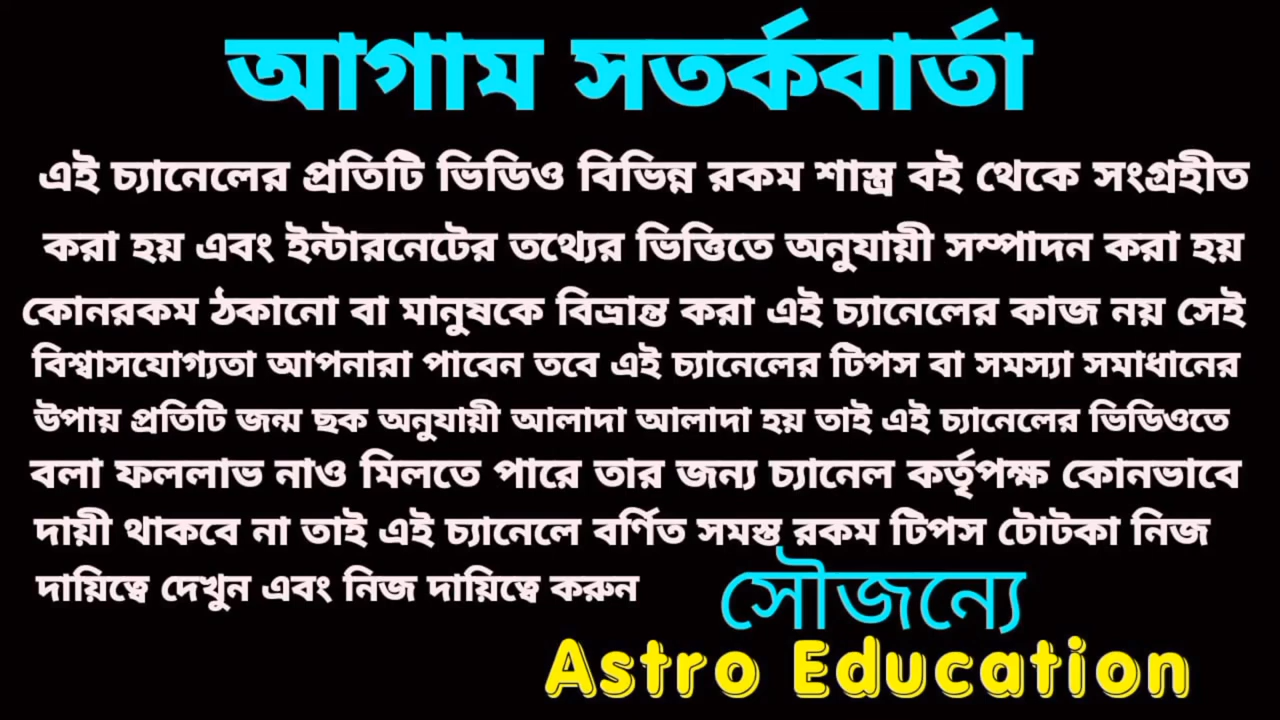 আগাম সতর্কবার্তা
এই চ্যানেলের প্রতিটি ভিডিও বিভিন্ন রকম শাস্ত্র বই থেকে সংগ্রহীত
করা হয় এবং ইন্টারনেটের তথ্যের ভিত্তিতে অনুযায়ী সম্পাদন করা হয়
কোনরকম ঠকানো বা মানুষকে বিভ্রান্ত করা এই চ্যানেলের কাজ নয় সেই
বিশ্বাসযোগ্যতা আপনারা পাবেন তবে এই চ্যানেলের টিপস বা সমস্যা সমাধানের
উপায় প্রতিটি জন্ম ছক অনুযায়ী আলাদা আলাদা হয় তাই এই চ্যানেলের ভিডিওতে
বলা ফললাভ নাও মিলতে পারে তার জন্য চ্যানেল কর্তৃপক্ষ কোনভাবে
দায়ী থাকবে না তাই এই চ্যানেলে বর্ণিত সমস্ত রকম টিপস টোটকা নিজ
দায়িত্বে দেখুন এবং নিজ দায়িত্বে করুন
সৌজন্যে
Astro Education